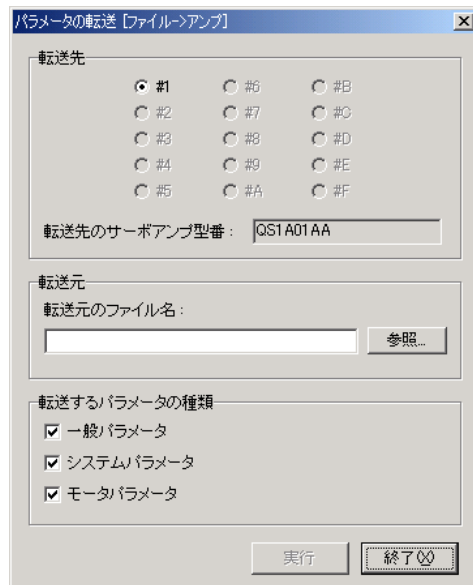 パラメータの転送 [ファイル->アンプ]
転送先
#1 #6 #B
#2 #7 #C
#3 #8 #D
#4 #9 #E
#5 #A #F
転送先のサーボアンプ型番： QS1A01AA
転送元
転送元のファイル名：
参照...
転送するパラメータの種類
一般パラメータ
システムパラメータ
モータパラメータ
実行 終了(X)